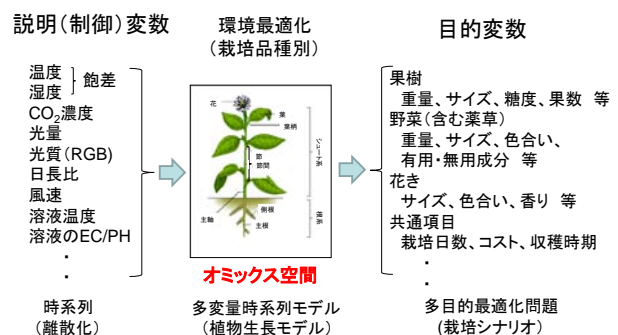 説明(制御)変数
温度
湿度
飽差
CO2濃度
光量
光質(RGB)
日長比
風速
溶液温度
溶液のEC/PH
・
・
時系列
(離散化)
環境最適化
(栽培品種別)
花
葉
葉柄
節
節間
シュート系
側根
主軸
主根
根系
オミックス空間
多変量時系列モデル
(植物生長モデル)
目的変数
果樹
重量、サイズ、糖度、果数 等
野菜(含む薬草)
重量、サイズ、色合い、
有用・無用成分 等
花き
サイズ、色合い、香り 等
共通項目
栽培日数、コスト、収穫時期
・
・
多目的最適化問題
(栽培シナリオ)